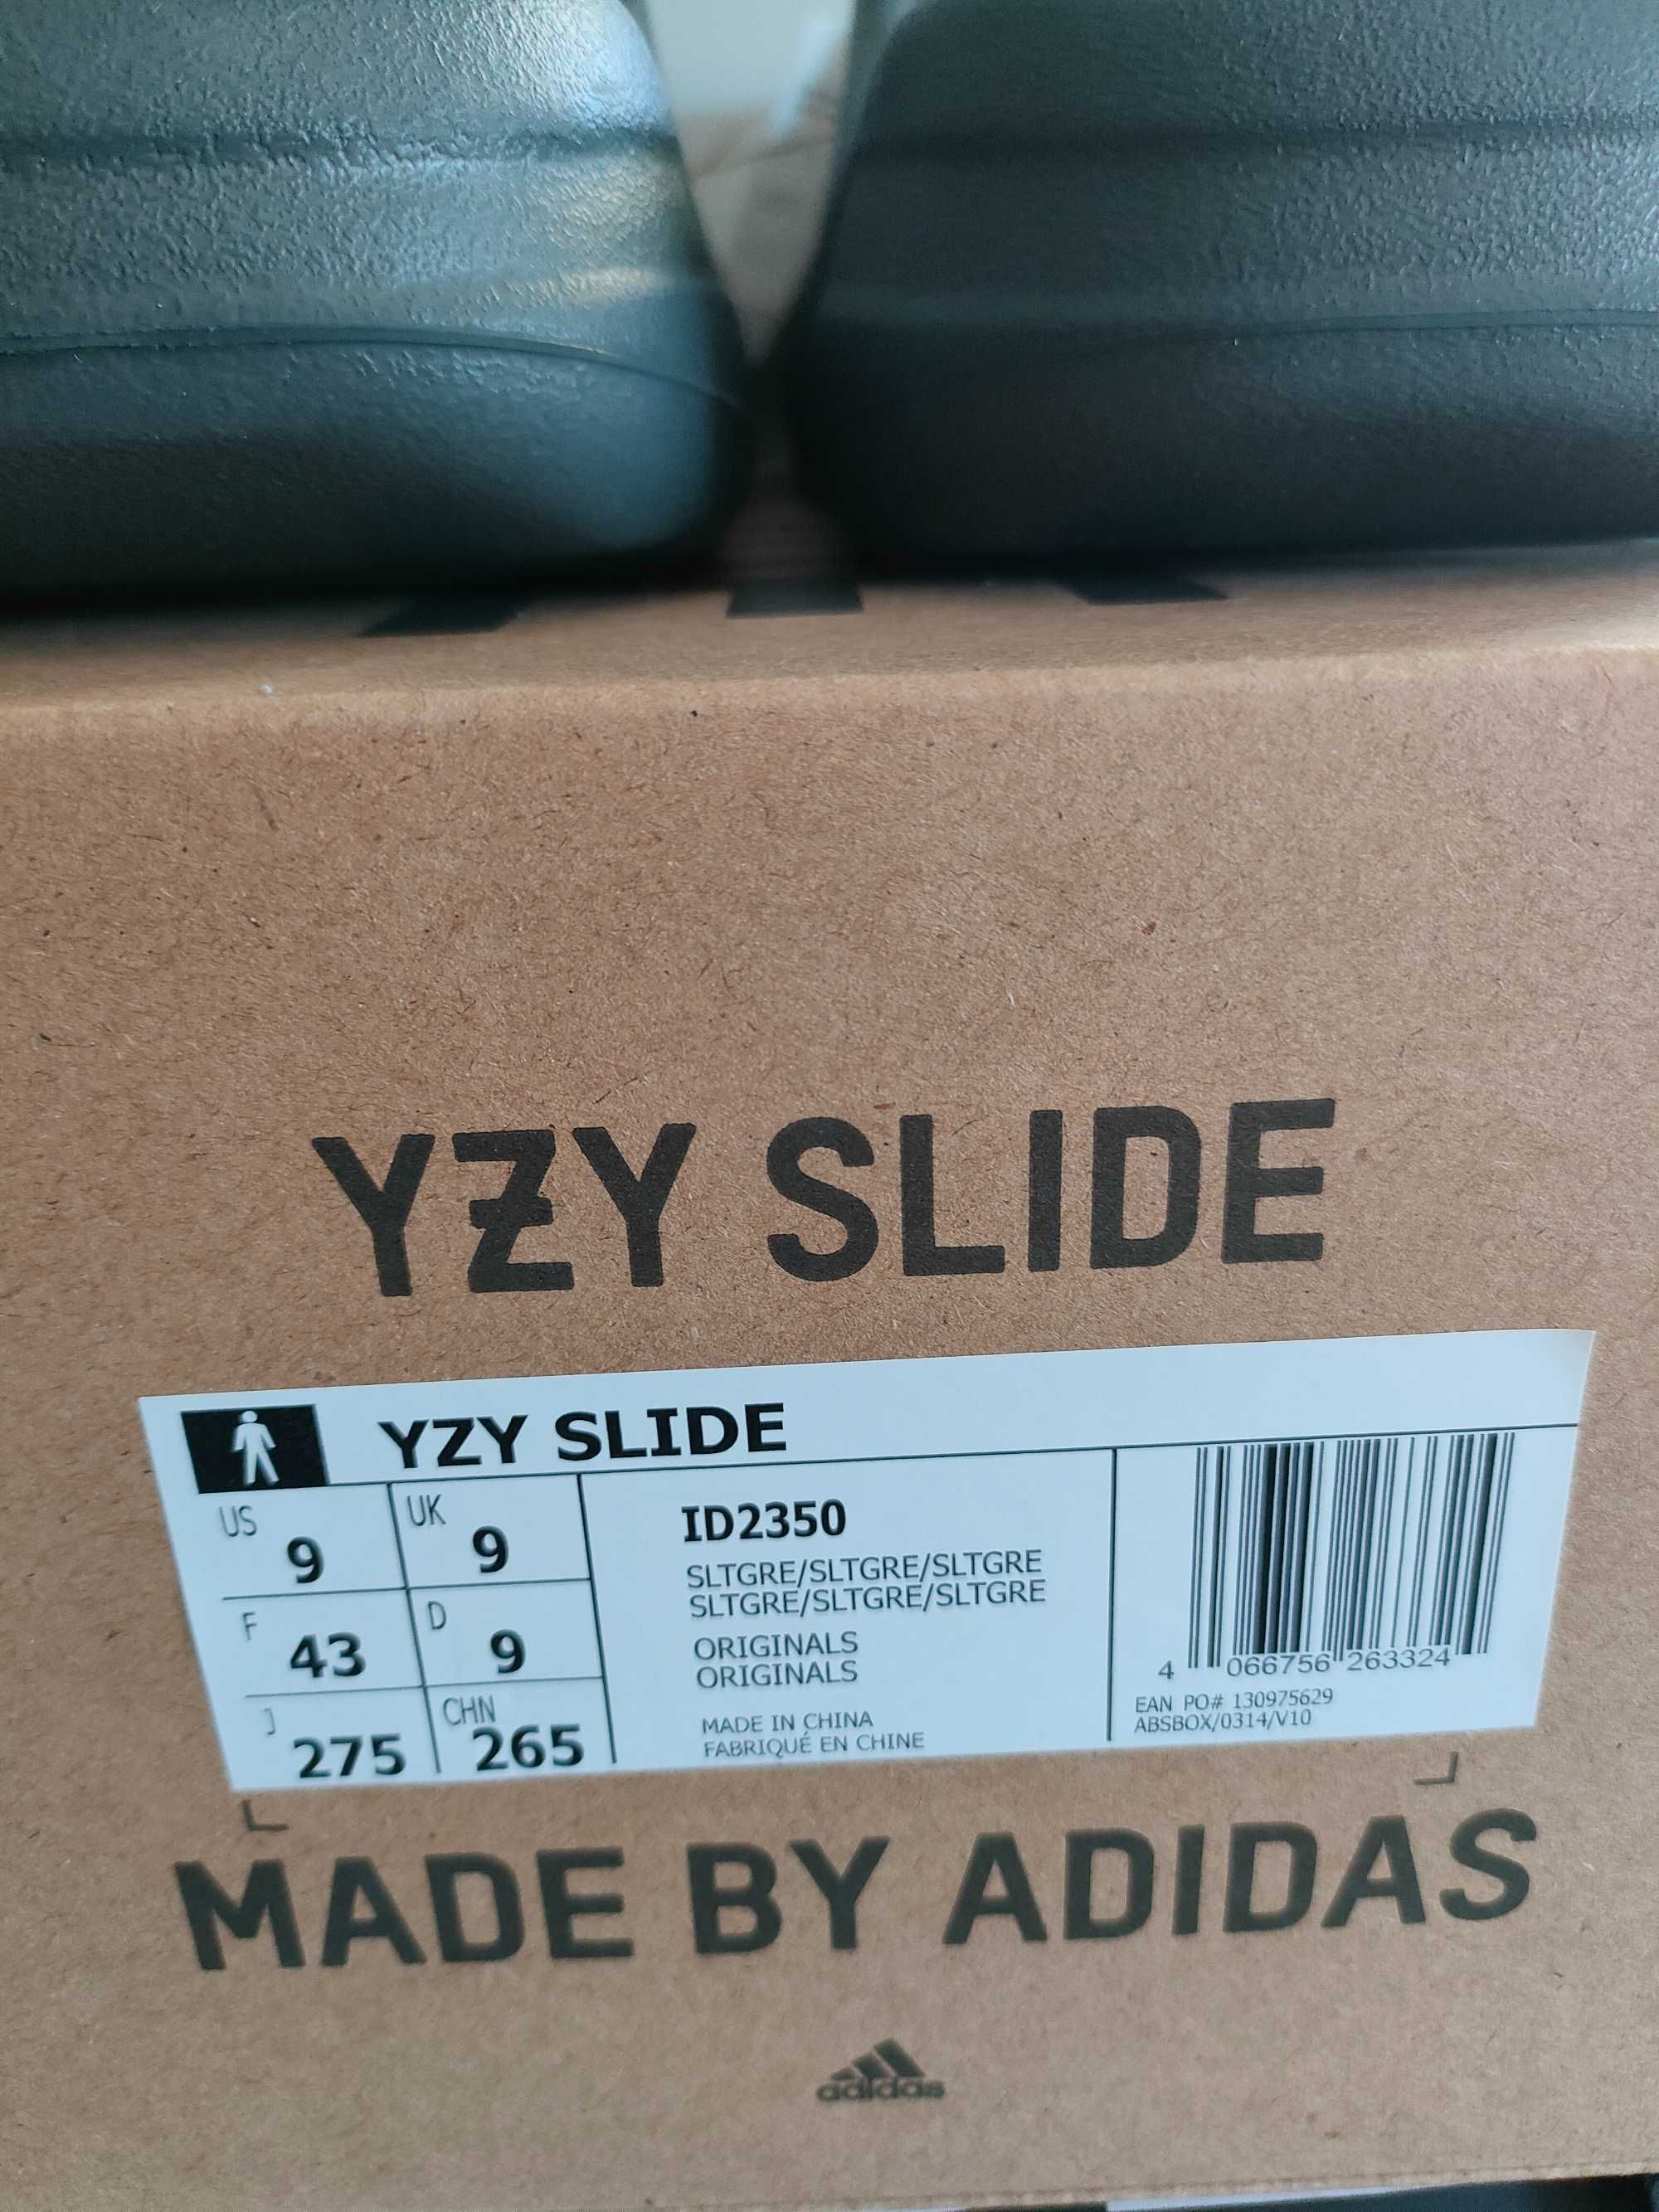 YZY SLIDE
YZY SLIDE
US 9 UK 9
F 43 D 9
J 275 CHN 265
ID2350
SLTGRE/SLTGRE/SLTGRE
SLTGRE/SLTGRE/SLTGRE
ORIGINALS
ORIGINALS
MADE IN CHINA
FABRIQUÉ EN CHINE
4 066756 263324
EAN PO# 130975629
ABSBOX/0314/V10
MADE BY ADIDAS
adidas